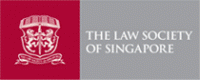 THE LAW SOCIETY
OF SINGAPORE